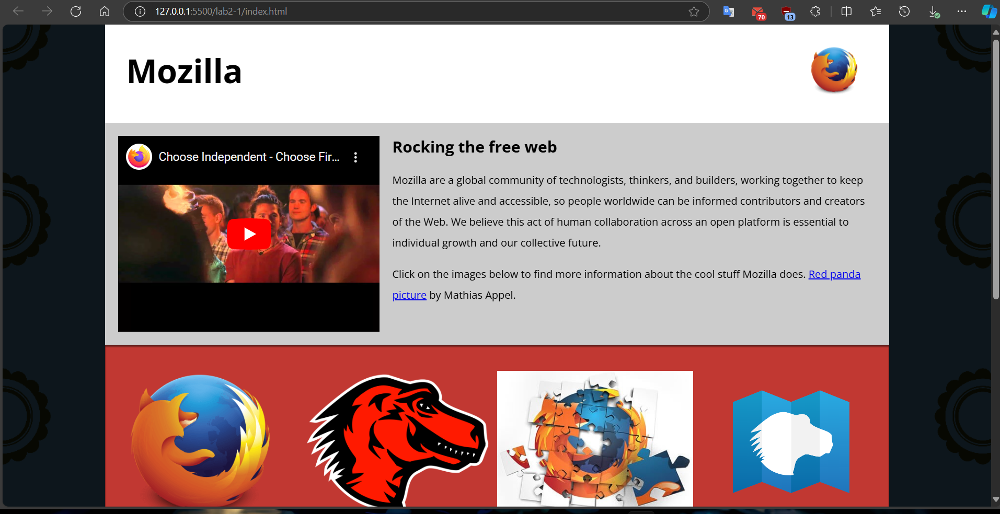 127.0.0.1:5500/lab2-1/index.html
70
13
Mozilla
Choose Independent - Choose Fir...
Rocking the free web
Mozilla are a global community of technologists, thinkers, and builders, working together to keep
the Internet alive and accessible, so people worldwide can be informed contributors and creators
of the Web. We believe this act of human collaboration across an open platform is essential to
individual growth and our collective future.
Click on the images below to find more information about the cool stuff Mozilla does. Red panda
picture by Mathias Appel.